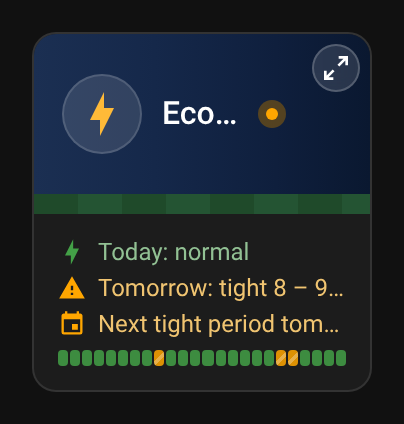 Eco…
Today: normal
Tomorrow: tight 8 – 9…
Next tight period tom…